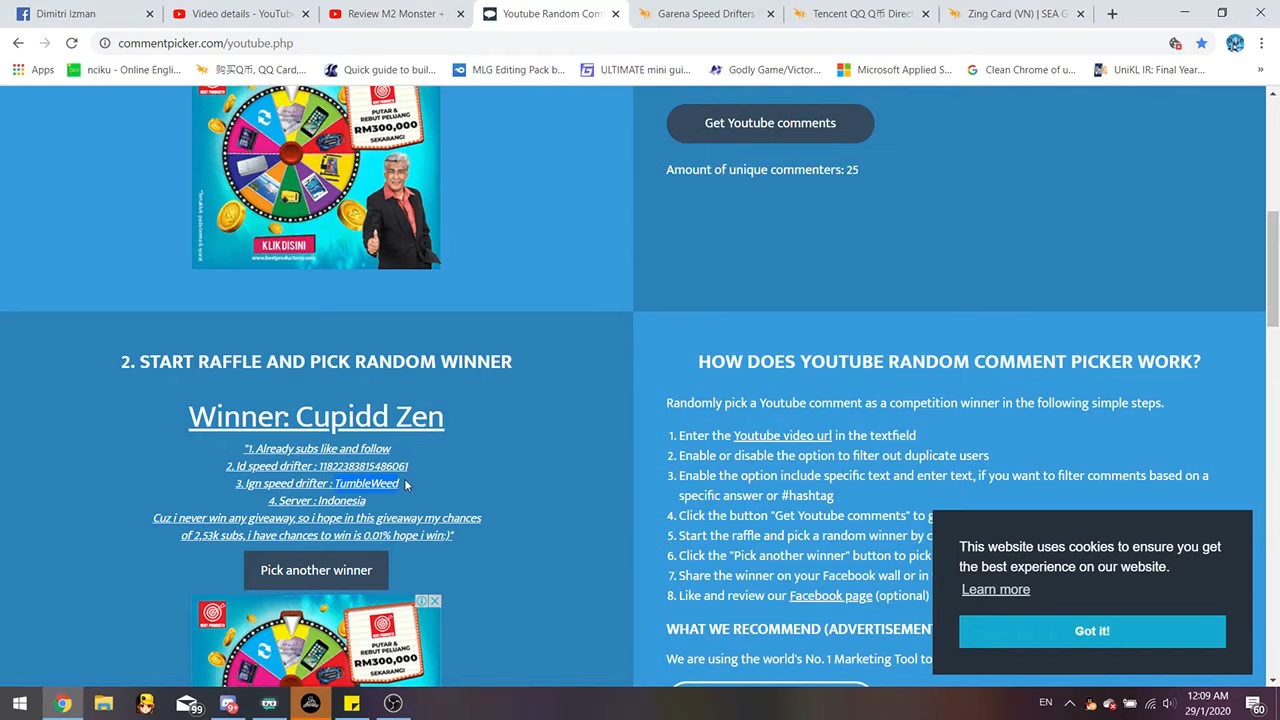 Dimitri Izman
Video details - YouTu
Review M2 Monster +
Youtube Random Com
Garena Speed Drifters
Tencent QQ Q币 Direc
Zing Card (VN) | SEA G
commentpicker.com/youtube.php
Apps
nciku - Online Engli...
购买Q币, QQ Card,...
Quick guide to buil...
MLG Editing Pack b...
ULTIMATE mini gui...
Godly Game/Victor...
Microsoft Applied S...
Clean Chrome of u...
UniKL IR: Final Year...
»
BEST PRODUCTS
PUTAR &
REBUT PELUANG
RM300,000
SEKARANG!
KLIK DISINI
www.bestproductsmy.com
Get Youtube comments
Amount of unique commenters: 25
2. START RAFFLE AND PICK RANDOM WINNER
Winner: Cupidd Zen
"1. Already subs like and follow
2. Id speed drifter : 11822383815486061
3. Ign speed drifter : TumbleWeed
4. Server : Indonesia
Cuz i never win any giveaway, so i hope in this giveaway my chances
of 2,53k subs, i have chances to win is 0.01% hope i win:)"
Pick another winner
BEST PRODUCTS
PUTAR &
REBUT PELUANG
RM300,000
SEKARANG!
HOW DOES YOUTUBE RANDOM COMMENT PICKER WORK?
Randomly pick a Youtube comment as a competition winner in the following simple steps.
1. Enter the Youtube video url in the textfield
2. Enable or disable the option to filter out duplicate users
3. Enable the option include specific text and enter text, if you want to filter comments based on a
specific answer or #hashtag
4. Click the button "Get Youtube comments" to g
5. Start the raffle and pick a random winner by c
6. Click the "Pick another winner" button to pick
7. Share the winner on your Facebook wall or in
8. Like and review our Facebook page (optional)
WHAT WE RECOMMEND (ADVERTISEMEN
We are using the world's No. 1 Marketing Tool to
This website uses cookies to ensure you get
the best experience on our website.
Learn more
Got it!
99
EN
12:09 AM
29/1/2020
60